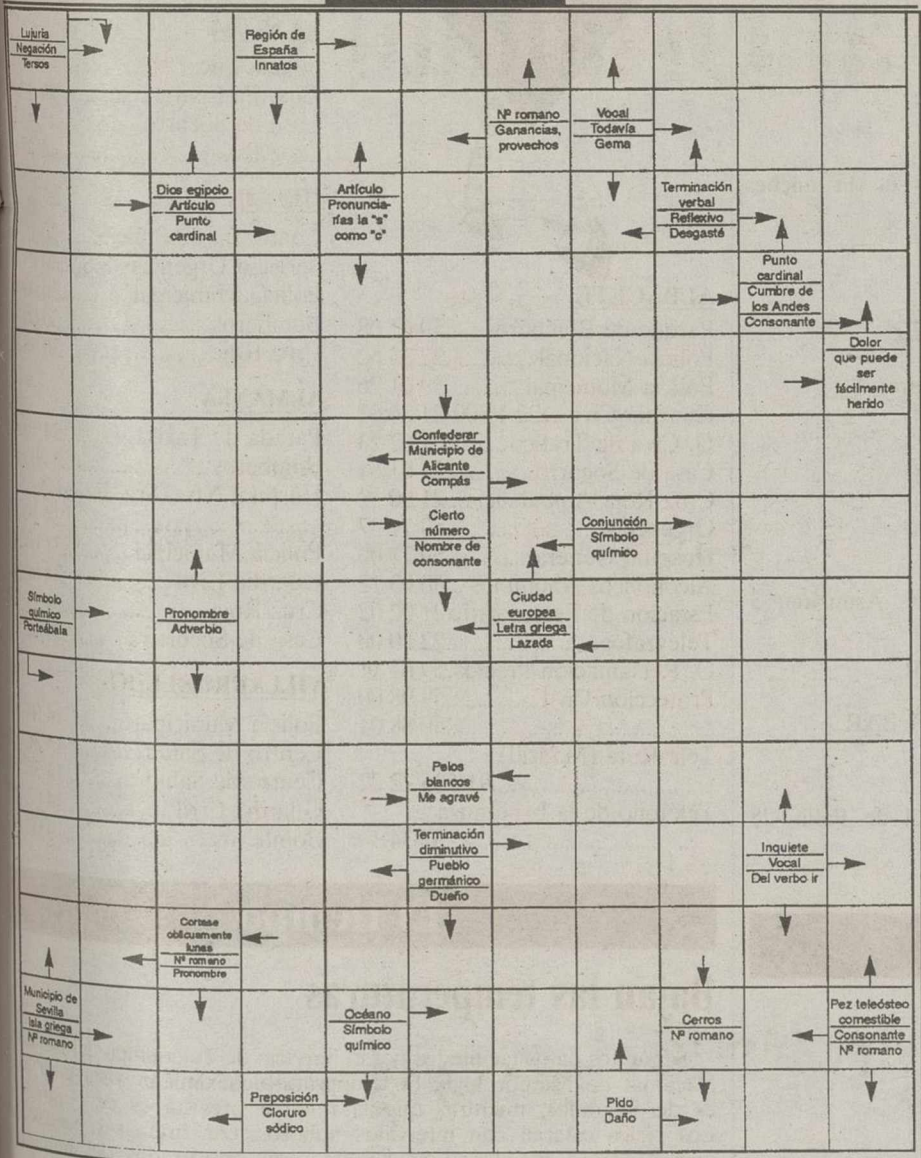 Lujuria
Negación
Tersos
Región de
España
Innatos
Nº romano
Ganancias,
provechos
Vocal
Todavía
Gema
Dios egipcio
Artículo
Punto
cardinal
Artículo
Pronuncia-
rías la "s"
como "c"
Terminación
verbal
Reflexivo
Desgasté
Punto
cardinal
Cumbre de
los Andes
Consonante
Dolor
que puede
ser
fácilmente
herido
Confederar
Municipio de
Alicante
Compás
Cierto
número
Nombre de
consonante
Conjunción
Símbolo
químico
Símbolo
químico
Porteábala
Pronombre
Adverbio
Ciudad
europea
Letra griega
Lazada
Pelos
blancos
Me agravé
Terminación
diminutivo
Pueblo
germánico
Dueño
Inquiete
Vocal
Del verbo ir
Cortase
oblicuamente
lunas
Nº romano
Pronombre
Municipio de
Sevilla
Isla griega
Nº romano
Océano
Símbolo
químico
Cerros
Nº romano
Pez teleósteo
comestible
Consonante
Nº romano
Preposición
Cloruro
sódico
Pido
Daño